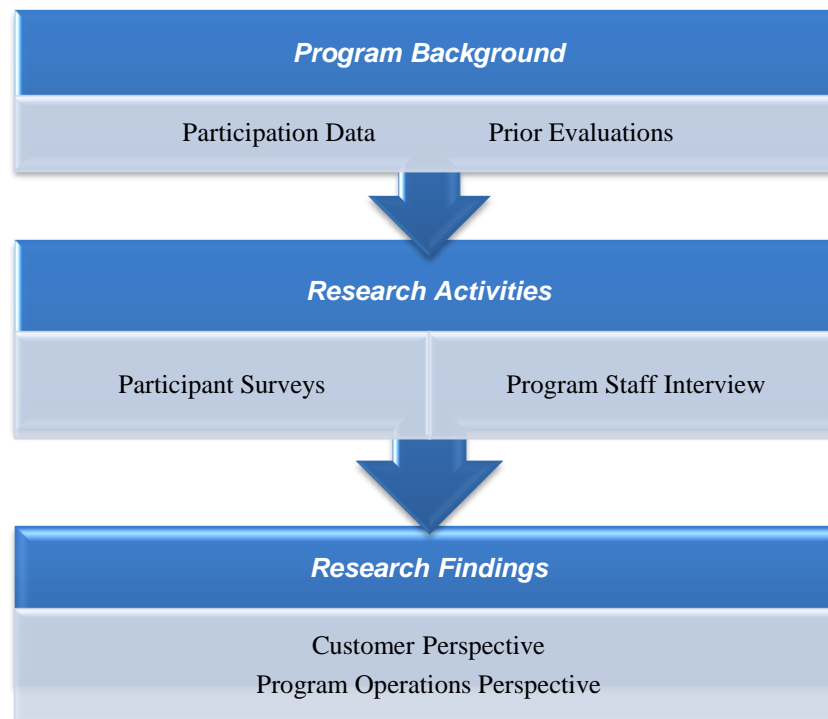 Program Background
Participation Data Prior Evaluations
Research Activities
Participant Surveys Program Staff Interview
Research Findings
Customer Perspective
Program Operations Perspective